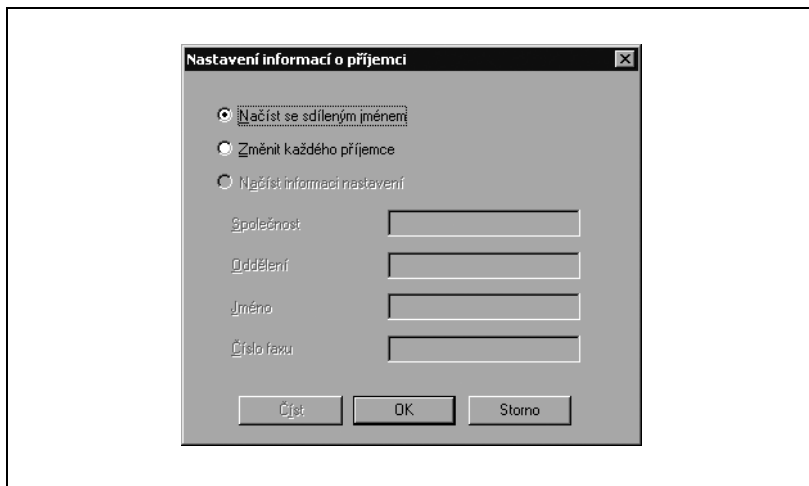 Nastavení informací o příjemci
Načíst se sdíleným jménem
Změnit každého příjemce
Načíst informaci nastavení
Společnost
Oddělení
Jméno
Číslo faxu
Číst OK Storno